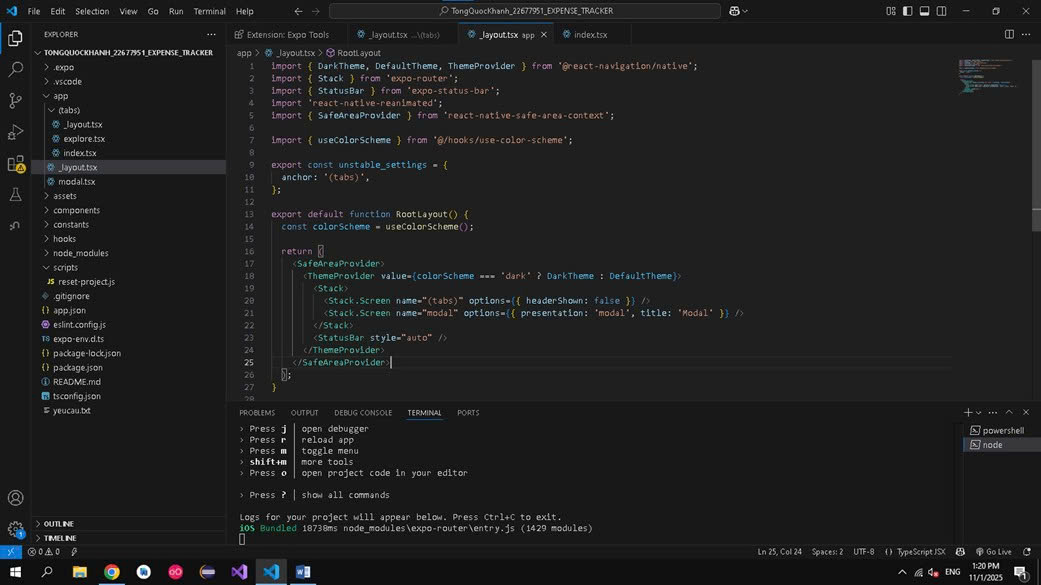 File Edit Selection View Go Run Terminal Help
TongQuocKhanh_22677951_EXPENSE_TRACKER
EXPLORER
TONGQUOCKHANH_22677951_EXPENSE_TRACKER
.expo
.vscode
app
(tabs)
_layout.tsx
explore.tsx
index.tsx
_layout.tsx
modal.tsx
assets
components
constants
hooks
node_modules
scripts
JS reset-project.js
.gitignore
{} app.json
eslint.config.js
TS expo-env.d.ts
{} package-lock.json
{} package.json
README.md
tsconfig.json
yeucau.txt
OUTLINE
TIMELINE
Extension: Expo Tools
_layout.tsx ...\(tabs)
_layout.tsx app
index.tsx
app > _layout.tsx > RootLayout
1 import { DarkTheme, DefaultTheme, ThemeProvider } from '@react-navigation/native';
2 import { Stack } from 'expo-router';
3 import { StatusBar } from 'expo-status-bar';
4 import 'react-native-reanimated';
5 import { SafeAreaProvider } from 'react-native-safe-area-context';
6
7 import { useColorScheme } from '@/hooks/use-color-scheme';
8
9 export const unstable_settings = {
10 anchor: '(tabs)',
11 };
12
13 export default function RootLayout() {
14 const colorScheme = useColorScheme();
15
16 return (
17 <SafeAreaProvider>
18 <ThemeProvider value={colorScheme === 'dark' ? DarkTheme : DefaultTheme}>
19 <Stack>
20 <Stack.Screen name="(tabs)" options={{ headerShown: false }} />
21 <Stack.Screen name="modal" options={{ presentation: 'modal', title: 'Modal' }} />
22 </Stack>
23 <StatusBar style="auto" />
24 </ThemeProvider>
25 </SafeAreaProvider>
26 );
27 }
28
PROBLEMS OUTPUT DEBUG CONSOLE TERMINAL PORTS
› Press j │ open debugger
› Press r │ reload app
› Press m │ toggle menu
› shift+m │ more tools
› Press o │ open project code in your editor
› Press ? │ show all commands
Logs for your project will appear below. Press Ctrl+C to exit.
iOS Bundled 18738ms node_modules\expo-router\entry.js (1429 modules)
powershell
node
0 0
Ln 25, Col 24 Spaces: 2 UTF-8 {} TypeScript JSX Go Live
ENG
1:20 PM
11/1/2025